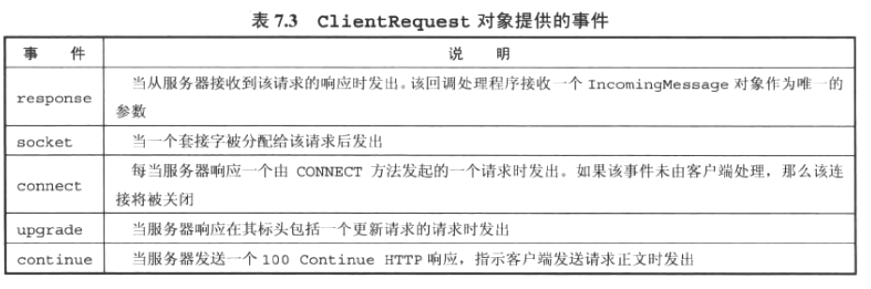 表 7.3 ClientRequest 对象提供的事件
事 件 说 明
response 当从服务器接收到该请求的响应时发出。该回调处理程序接收一个 IncomingMessage 对象作为唯一的
参数
socket 当一个套接字被分配给该请求后发出
connect 每当服务器响应一个由 CONNECT 方法发起的一个请求时发出。如果该事件未由客户端处理，那么该连
接将被关闭
upgrade 当服务器响应在其标头包括一个更新请求的请求时发出
continue 当服务器发送一个 100 Continue HTTP 响应，指示客户端发送请求正文时发出